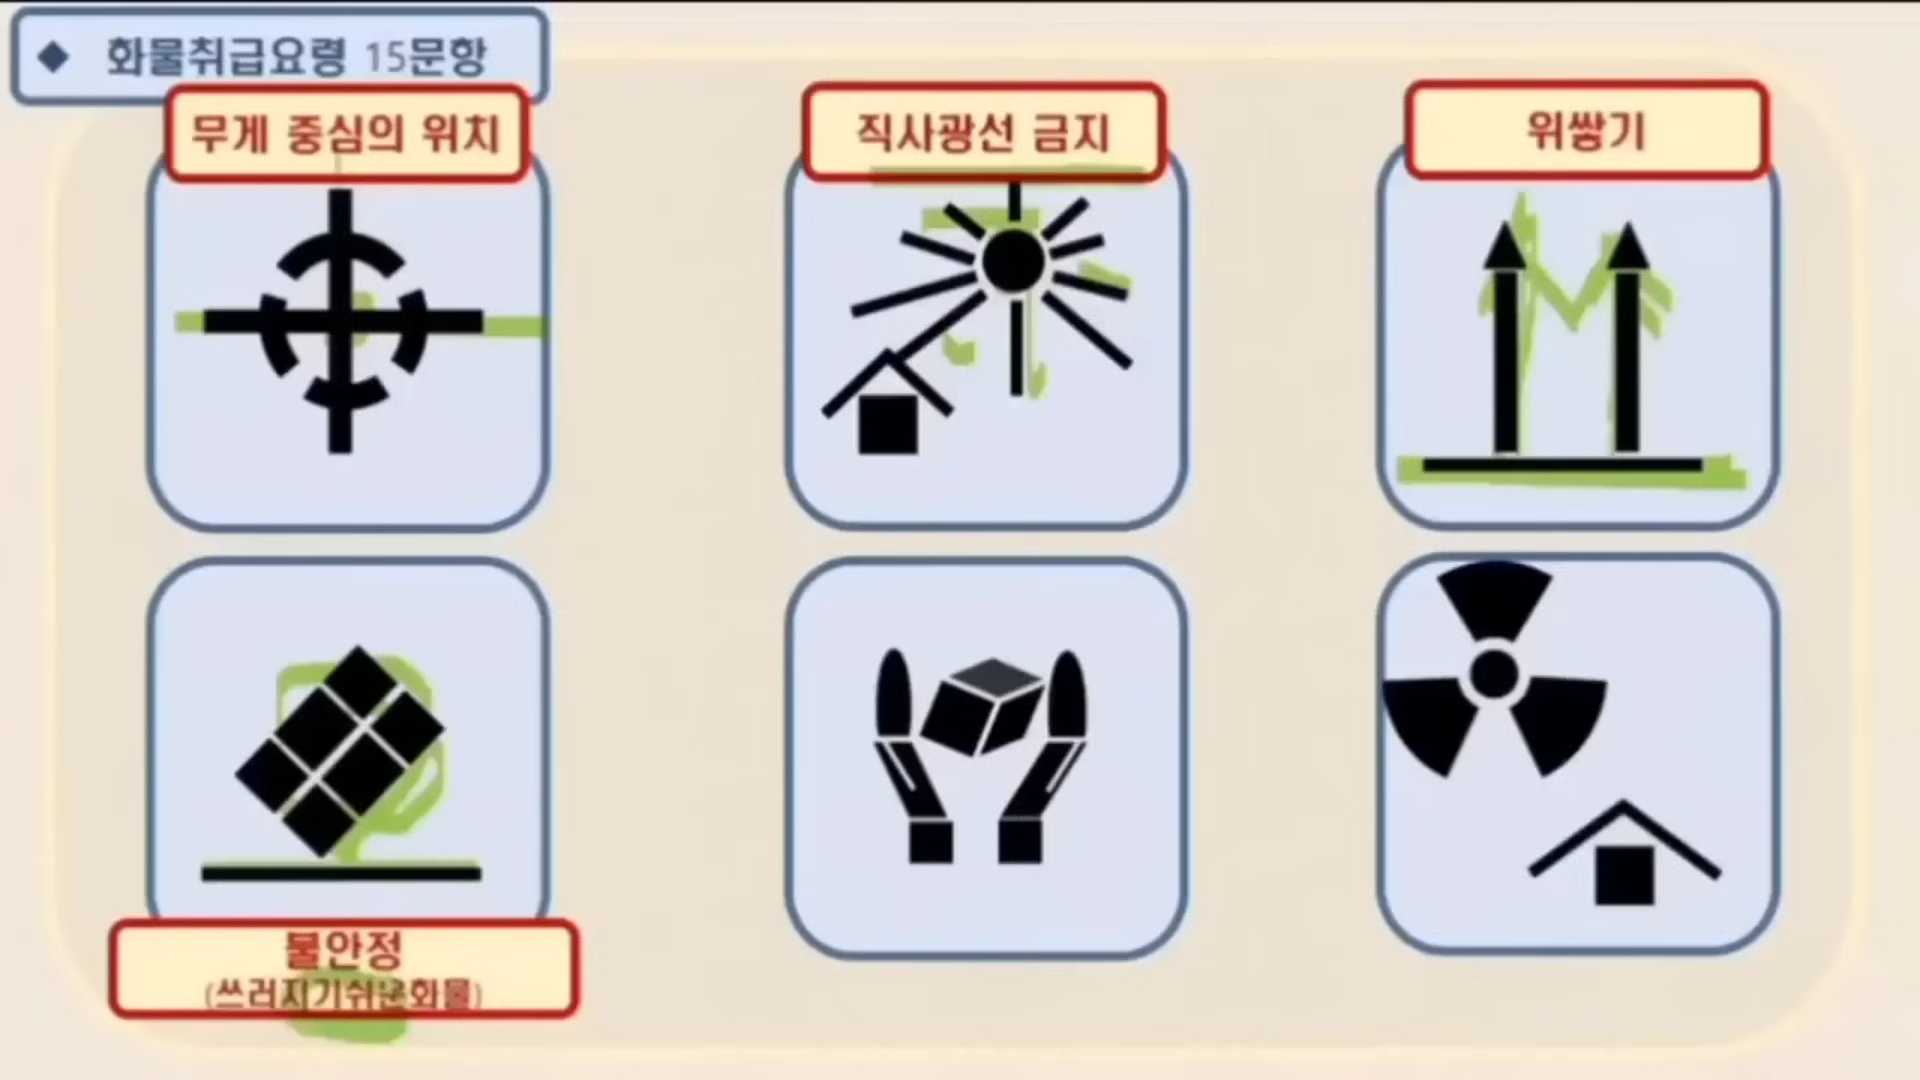 ◆ 화물취급요령 15문항
무게 중심의 위치
직사광선 금지
위쌓기
불안정
(쓰러지기쉬운화물)